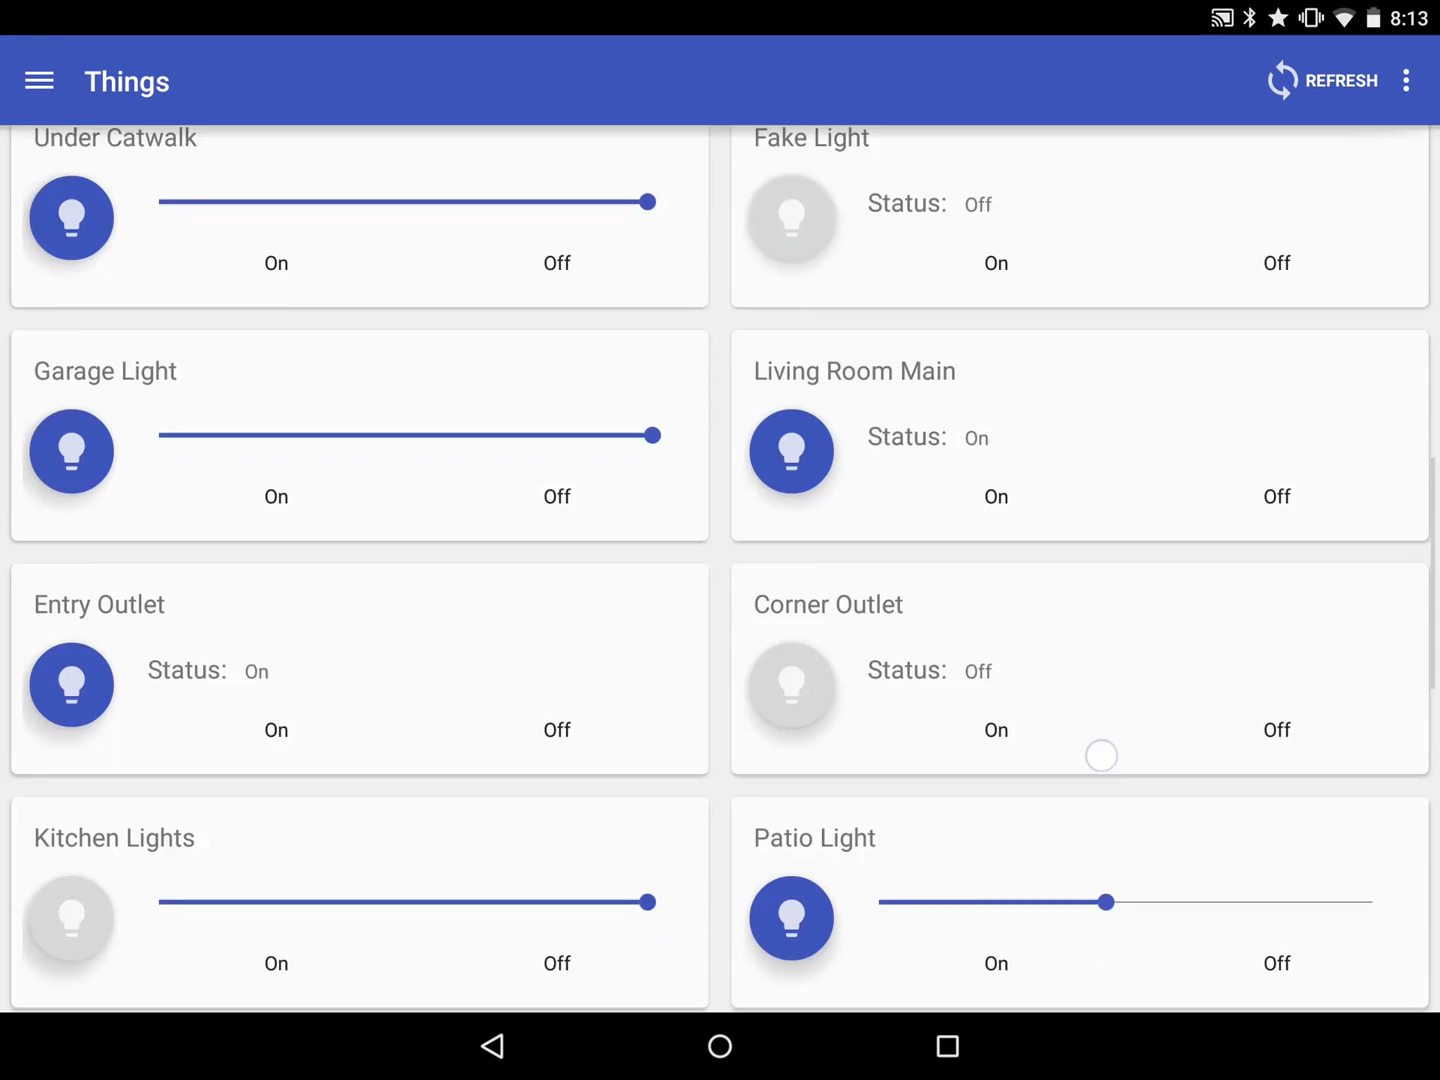 8:13
Things
REFRESH
Under Catwalk
On Off
Fake Light
Status: Off
On Off
Garage Light
On Off
Living Room Main
Status: On
On Off
Entry Outlet
Status: On
On Off
Corner Outlet
Status: Off
On Off
Kitchen Lights
On Off
Patio Light
On Off